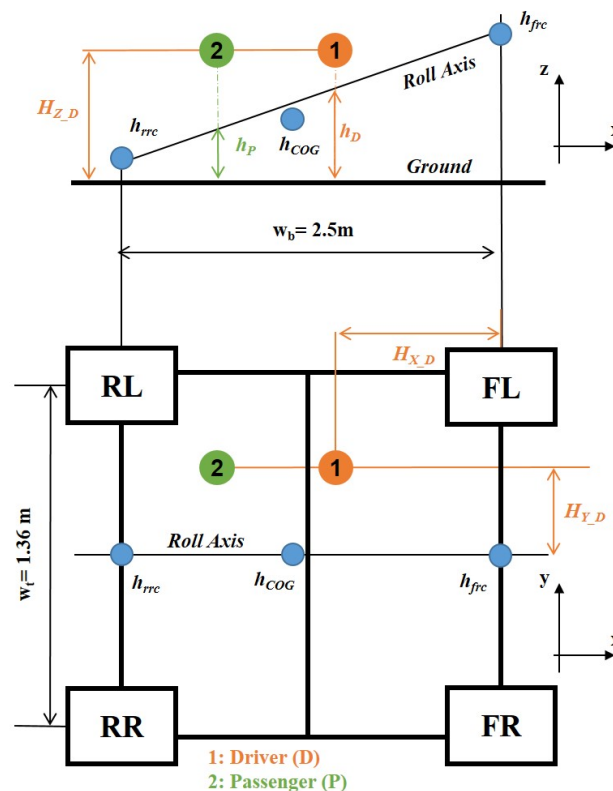 h_frc
2
1
Roll Axis
z
H_Z_D
h_rrc
h_P
h_COG
h_D
x
Ground
w_b= 2.5m
RL
FL
H_X_D
2
1
w_t= 1.36 m
H_Y_D
Roll Axis
h_rrc
h_COG
h_frc
y
x
RR
FR
1: Driver (D)
2: Passenger (P)